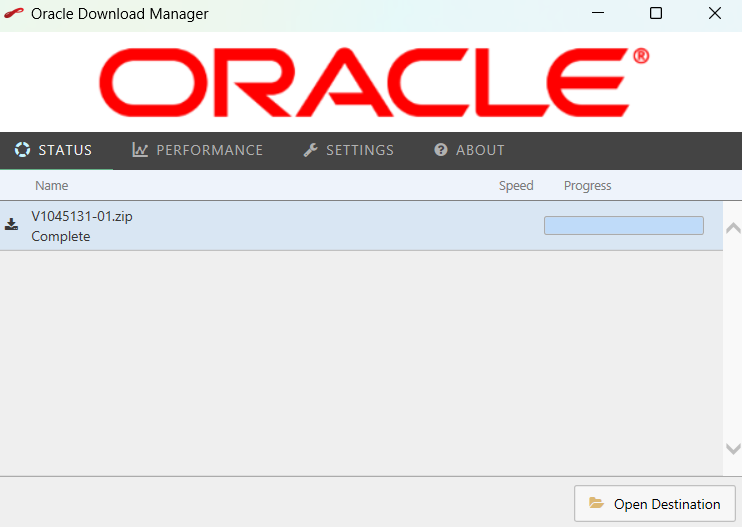 Oracle Download Manager
ORACLE®
STATUS PERFORMANCE SETTINGS ABOUT
Name Speed Progress
V1045131-01.zip
Complete
Open Destination